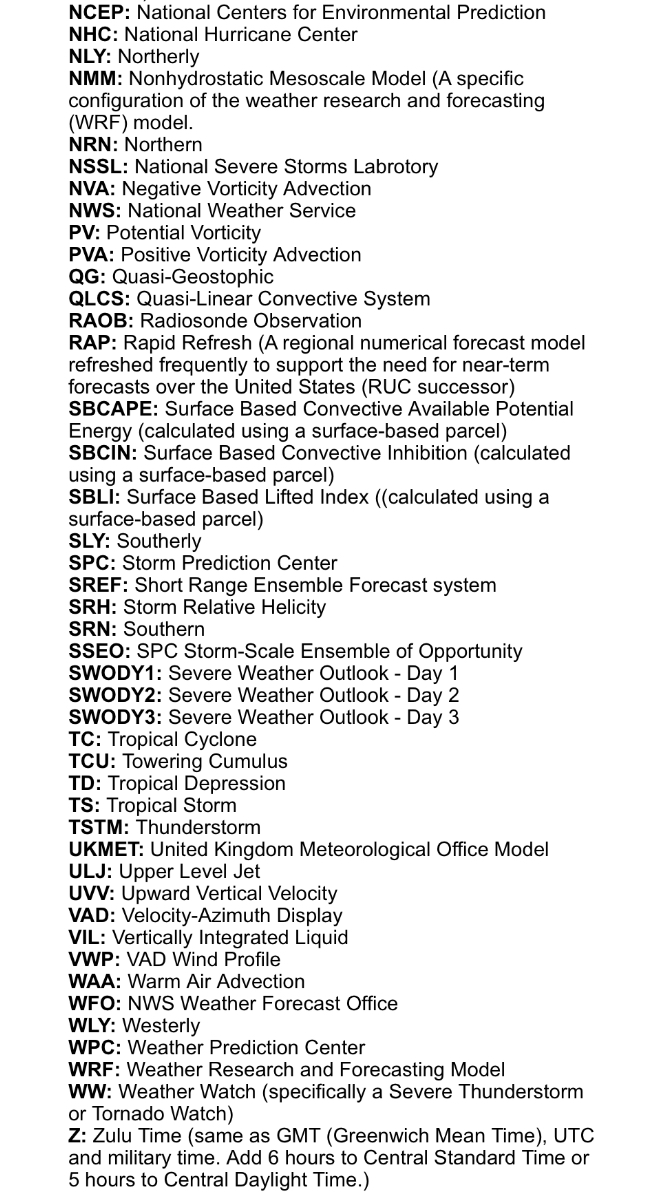 NCEP: National Centers for Environmental Prediction
NHC: National Hurricane Center
NLY: Northerly
NMM: Nonhydrostatic Mesoscale Model (A specific
configuration of the weather research and forecasting
(WRF) model.
NRN: Northern
NSSL: National Severe Storms Labrotory
NVA: Negative Vorticity Advection
NWS: National Weather Service
PV: Potential Vorticity
PVA: Positive Vorticity Advection
QG: Quasi-Geostophic
QLCS: Quasi-Linear Convective System
RAOB: Radiosonde Observation
RAP: Rapid Refresh (A regional numerical forecast model
refreshed frequently to support the need for near-term
forecasts over the United States (RUC successor)
SBCAPE: Surface Based Convective Available Potential
Energy (calculated using a surface-based parcel)
SBCIN: Surface Based Convective Inhibition (calculated
using a surface-based parcel)
SBLI: Surface Based Lifted Index ((calculated using a
surface-based parcel)
SLY: Southerly
SPC: Storm Prediction Center
SREF: Short Range Ensemble Forecast system
SRH: Storm Relative Helicity
SRN: Southern
SSEO: SPC Storm-Scale Ensemble of Opportunity
SWODY1: Severe Weather Outlook - Day 1
SWODY2: Severe Weather Outlook - Day 2
SWODY3: Severe Weather Outlook - Day 3
TC: Tropical Cyclone
TCU: Towering Cumulus
TD: Tropical Depression
TS: Tropical Storm
TSTM: Thunderstorm
UKMET: United Kingdom Meteorological Office Model
ULJ: Upper Level Jet
UVV: Upward Vertical Velocity
VAD: Velocity-Azimuth Display
VIL: Vertically Integrated Liquid
VWP: VAD Wind Profile
WAA: Warm Air Advection
WFO: NWS Weather Forecast Office
WLY: Westerly
WPC: Weather Prediction Center
WRF: Weather Research and Forecasting Model
WW: Weather Watch (specifically a Severe Thunderstorm
or Tornado Watch)
Z: Zulu Time (same as GMT (Greenwich Mean Time), UTC
and military time. Add 6 hours to Central Standard Time or
5 hours to Central Daylight Time.)